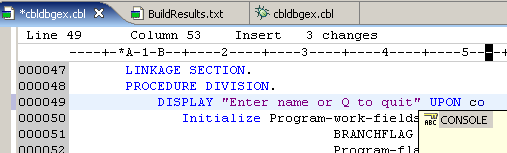 *cbldbgex.cbl BuildResults.txt cbldbgex.cbl
Line 49 Column 53 Insert 3 changes
----+-*A-1-B--+----2----+----3----+----4----+----5--
000047 LINKAGE SECTION.
000048 PROCEDURE DIVISION.
000049 DISPLAY "Enter name or Q to quit" UPON co
000050 Initialize Program-work-fields
ABC CONSOLE
000051 BRANCHFLAG
000052 Program-fla